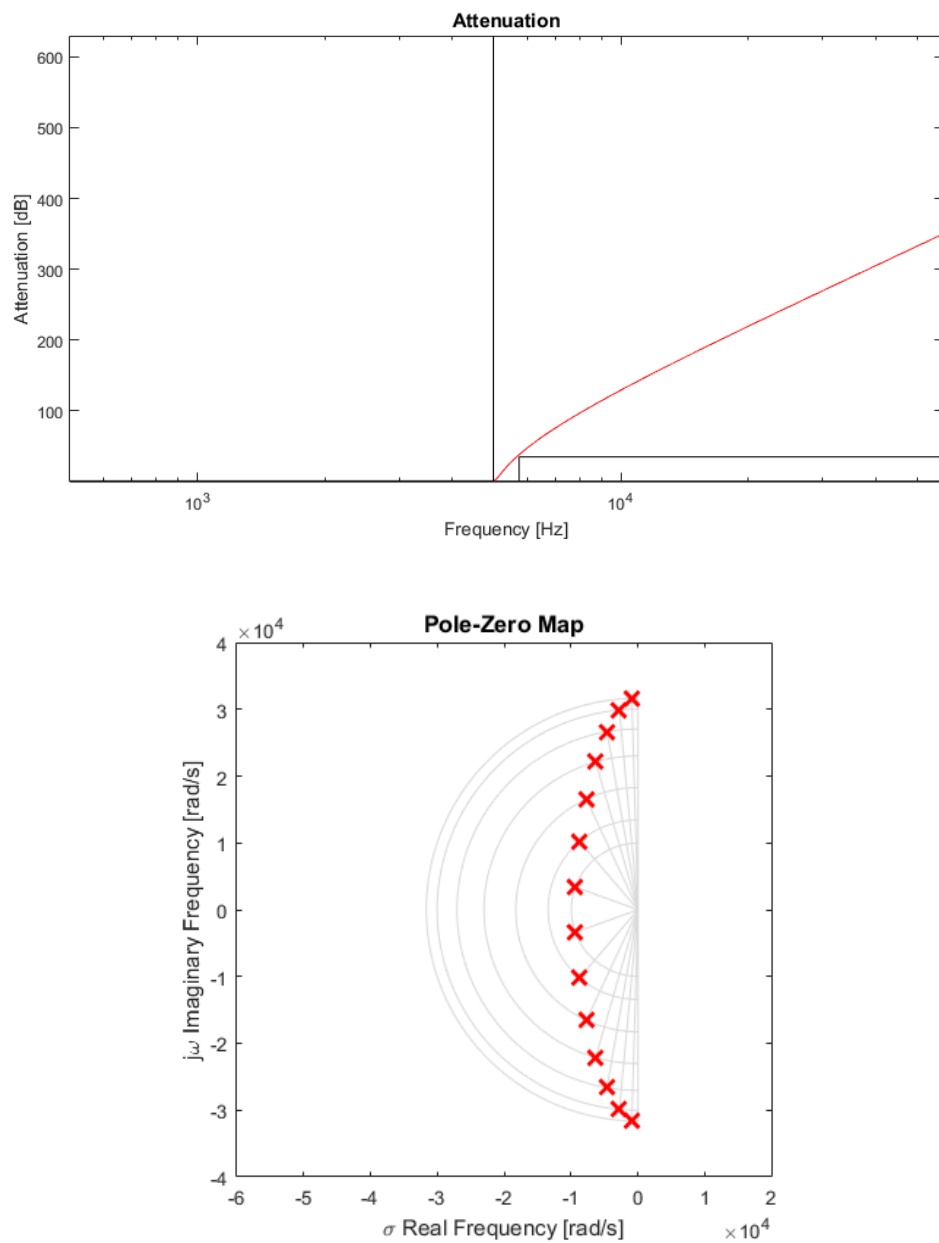 Attenuation
600
500
400
300
200
100
Attenuation [dB]
10³
10⁴
Frequency [Hz]
Pole-Zero Map
×10⁴
4
3
2
1
0
-1
-2
-3
-4
jω Imaginary Frequency [rad/s]
-6 -5 -4 -3 -2 -1 0 1 2
σ Real Frequency [rad/s]
×10⁴